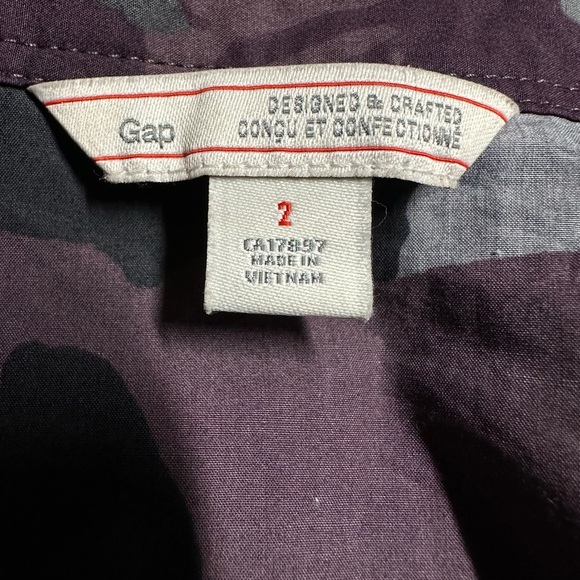 Gap
DESIGNED & CRAFTED
CONÇU ET CONFECTIONNÉ
2
CA17897
MADE IN
VIETNAM